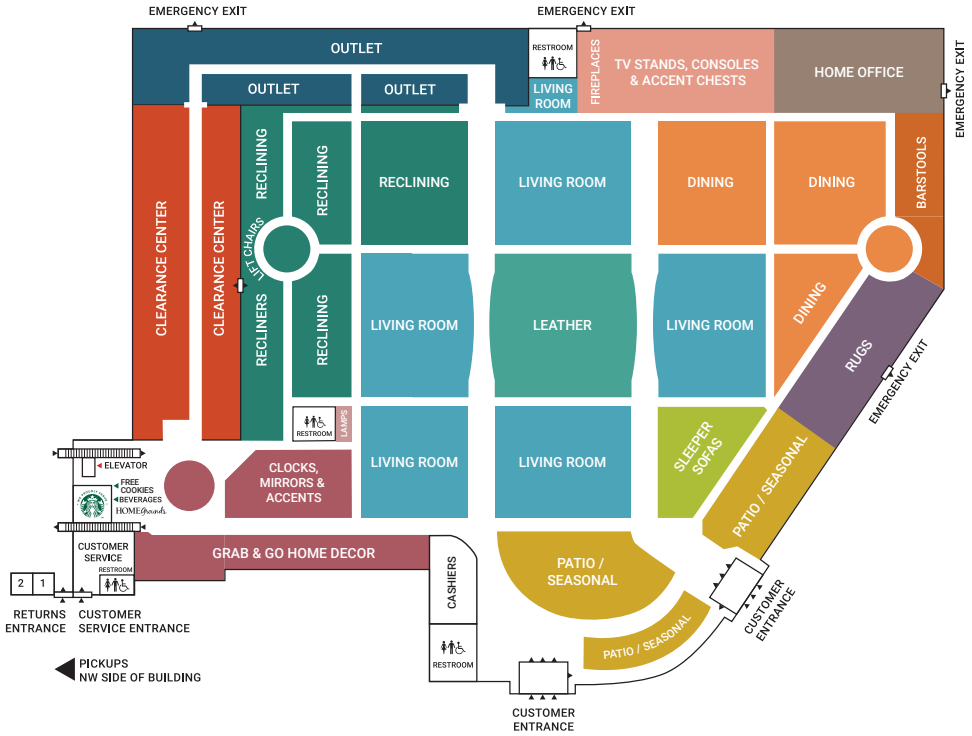 EMERGENCY EXIT
EMERGENCY EXIT
OUTLET
RESTROOM
FIREPLACES
TV STANDS, CONSOLES
& ACCENT CHESTS
HOME OFFICE
EMERGENCY EXIT
OUTLET
OUTLET
LIVING
ROOM
CLEARANCE CENTER
CLEARANCE CENTER
RECLINING
RECLINING
RECLINING
LIVING ROOM
DINING
DINING
BARSTOOLS
LIFT CHAIRS
RECLINERS
RECLINING
LIVING ROOM
LEATHER
LIVING ROOM
DINING
RUGS
EMERGENCY EXIT
RESTROOM
LAMPS
LIVING ROOM
LIVING ROOM
SLEEPER
SOFAS
PATIO / SEASONAL
ELEVATOR
CLOCKS,
MIRRORS &
ACCENTS
FREE
COOKIES
BEVERAGES
HOMEGrounds
CUSTOMER
SERVICE
RESTROOM
GRAB & GO HOME DECOR
CASHIERS
PATIO /
SEASONAL
2 1
RETURNS
ENTRANCE
CUSTOMER
SERVICE ENTRANCE
RESTROOM
PATIO / SEASONAL
CUSTOMER
ENTRANCE
PICKUPS
NW SIDE OF BUILDING
CUSTOMER
ENTRANCE